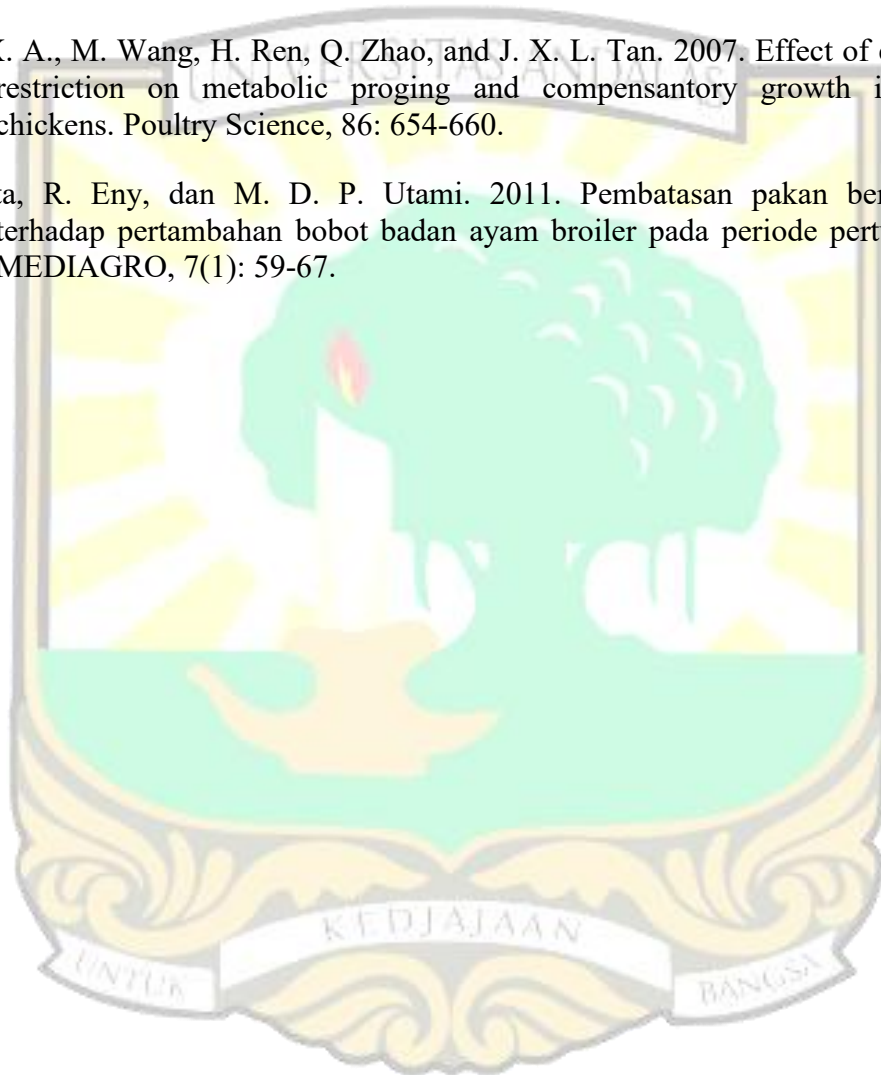 K. A., M. Wang, H. Ren, Q. Zhao, and J. X. L. Tan. 2007. Effect of
restriction on metabolic proging and compensantory growth
chickens. Poultry Science, 86: 654-660.
ta, R. Eny, dan M. D. P. Utami. 2011. Pembatasan pakan
terhadap pertambahan bobot badan ayam broiler pada periode
MEDIAGRO, 7(1): 59-67.
UNIVERSITAS ANDALAS
KEDJAJAAN
UNTUK
BANGSA